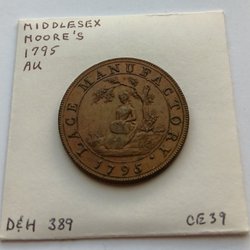 MIDDLESEX
MOORE'S
1795
AU
LACE MANUFACTORY
1795
D&H 389
CE39